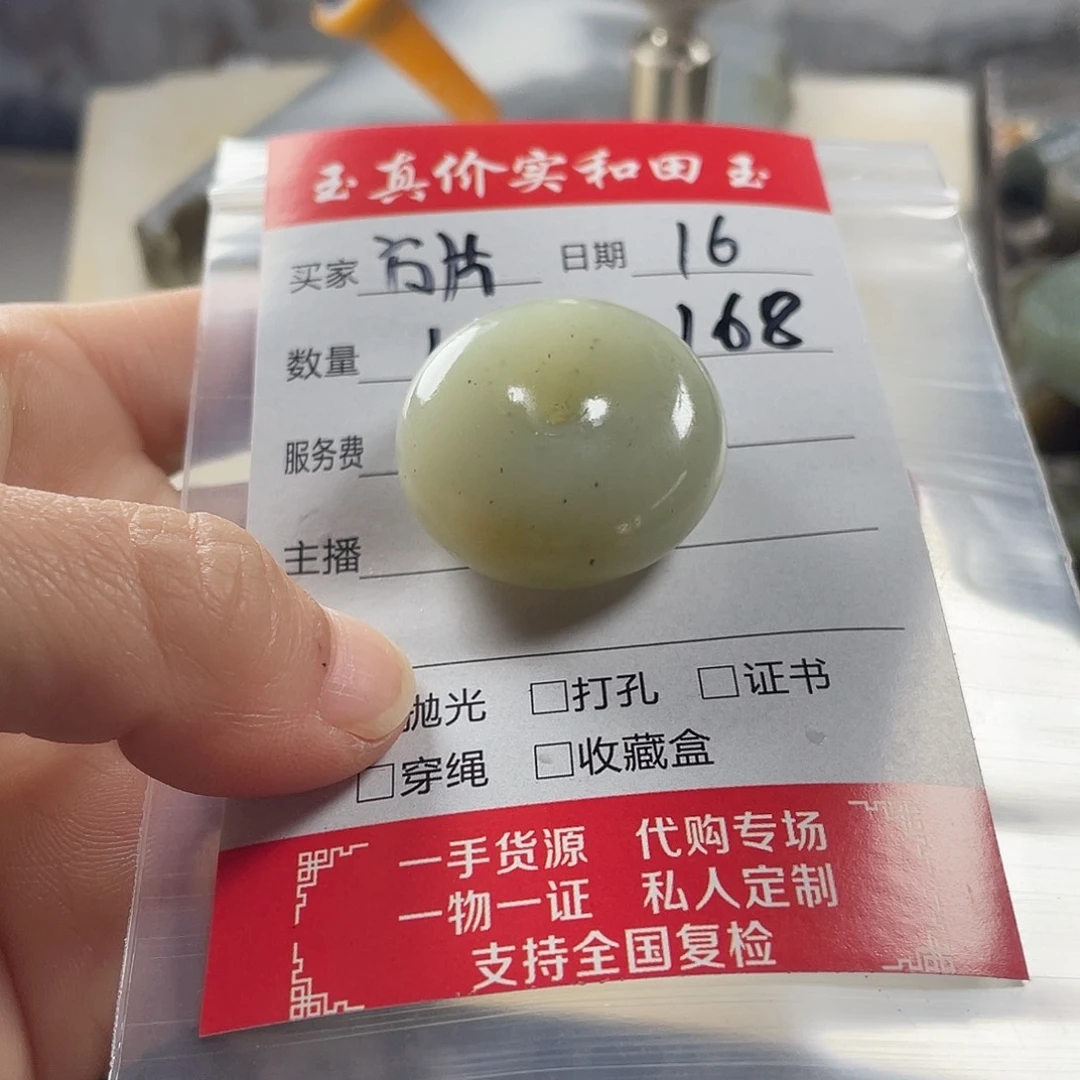 玉真价实和田玉
买家 方片 日期 16
数量 1 168
服务费
主播
抛光 □打孔 □证书
□穿绳 □收藏盒
一手货源 代购专场
一物一证 私人定制
支持全国复检